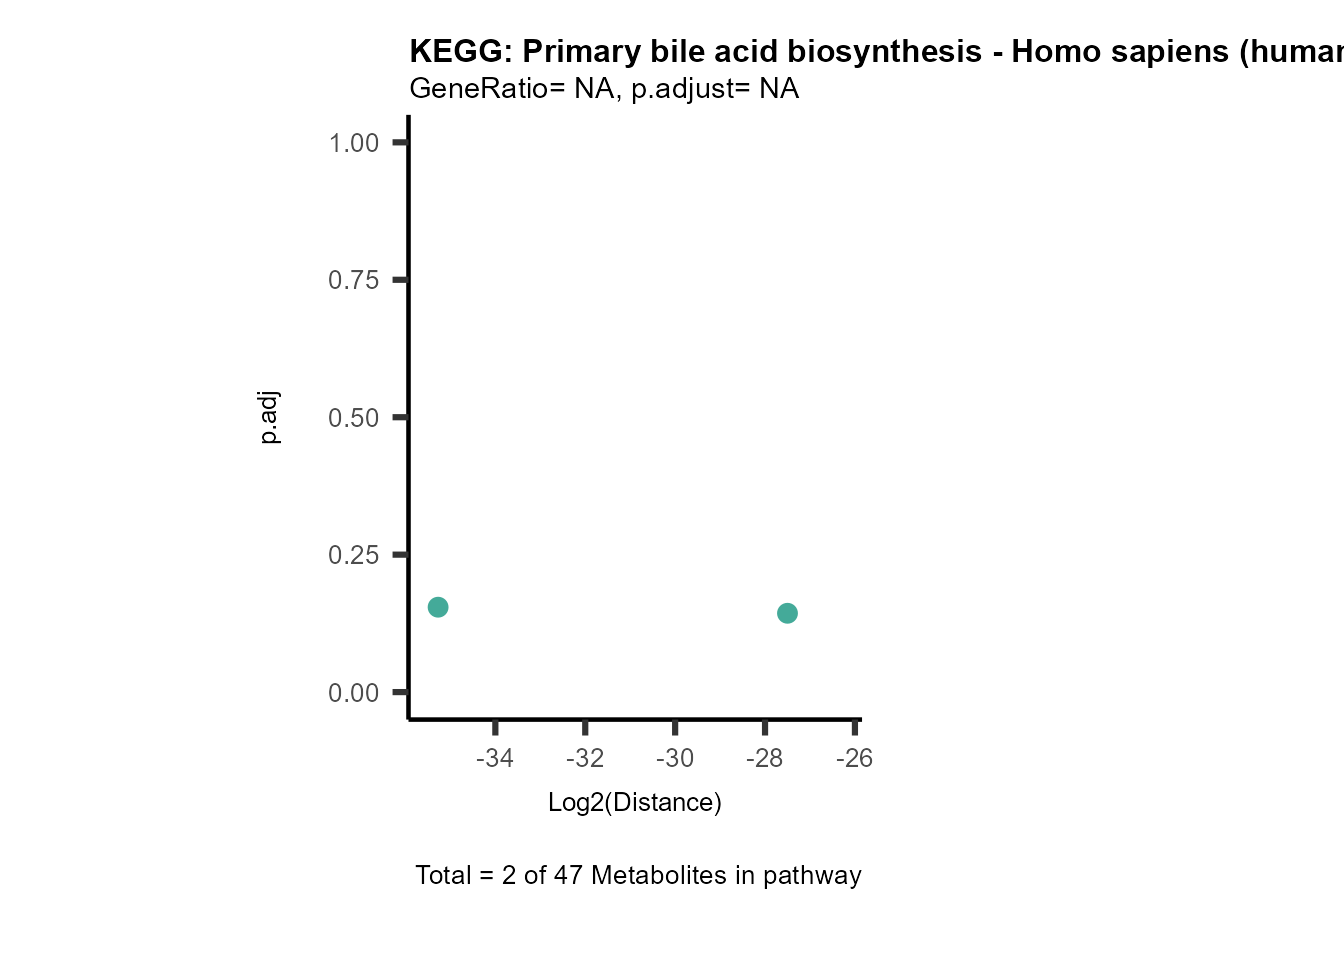 KEGG: Primary bile acid biosynthesis - Homo sapiens (human
GeneRatio= NA, p.adjust= NA
1.00
0.75
0.50
0.25
0.00
p.adj
-34 -32 -30 -28 -26
Log2(Distance)
Total = 2 of 47 Metabolites in pathway